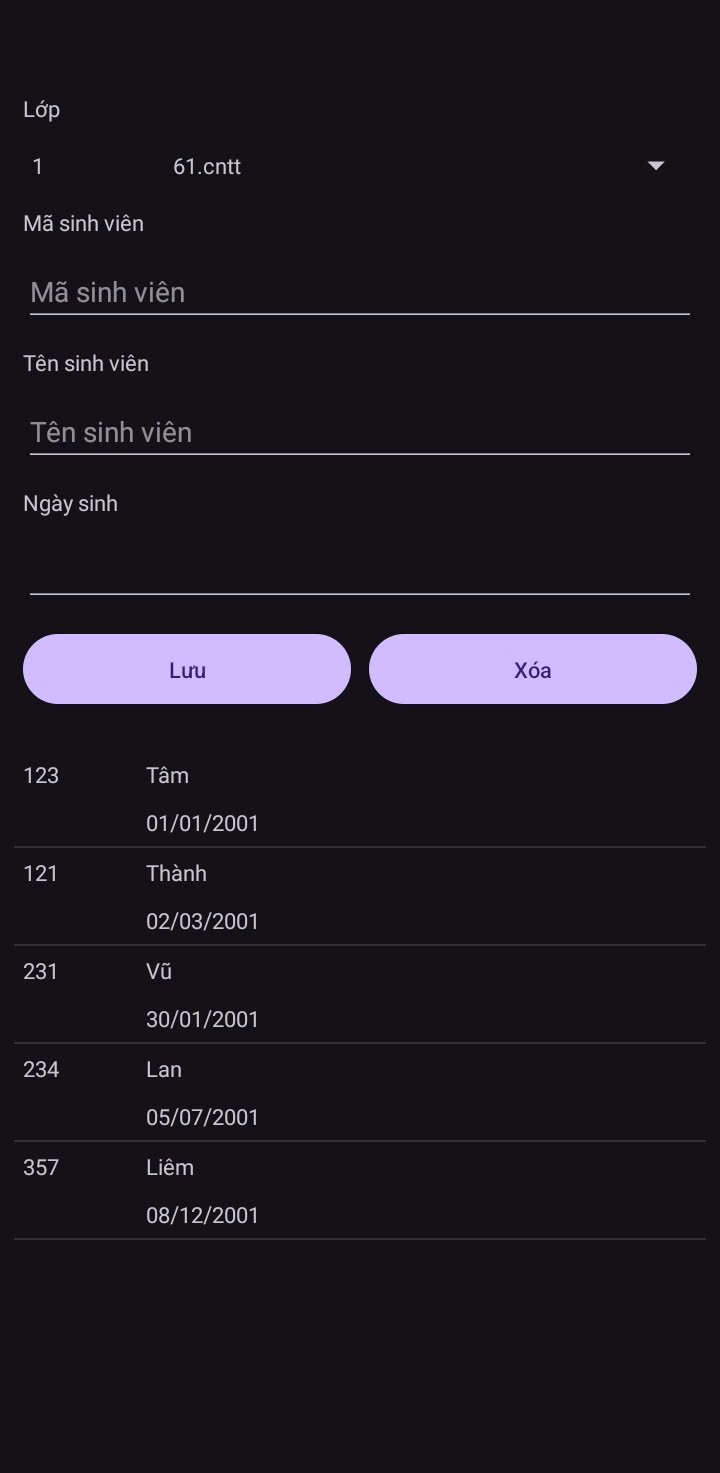 Lớp
1 61.cntt
Mã sinh viên
Mã sinh viên
Tên sinh viên
Tên sinh viên
Ngày sinh
Lưu Xóa
123 Tâm
01/01/2001
121 Thành
02/03/2001
231 Vũ
30/01/2001
234 Lan
05/07/2001
357 Liêm
08/12/2001